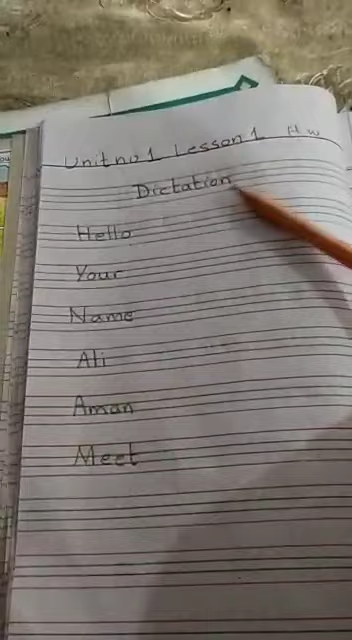 Unit no 1 Lesson 1 H w
Dictation
Hello
Your
Name
Ali
Aman
Meet